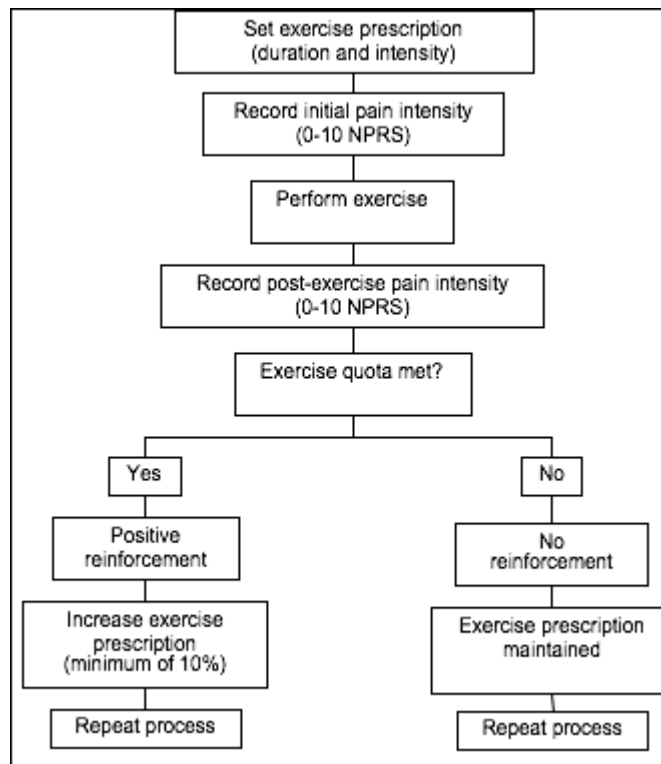 Set exercise prescription
(duration and intensity)
Record initial pain intensity
(0-10 NPRS)
Perform exercise
Record post-exercise pain intensity
(0-10 NPRS)
Exercise quota met?
Yes
Positive
reinforcement
Increase exercise
prescription
(minimum of 10%)
Repeat process
No
No
reinforcement
Exercise prescription
maintained
Repeat process